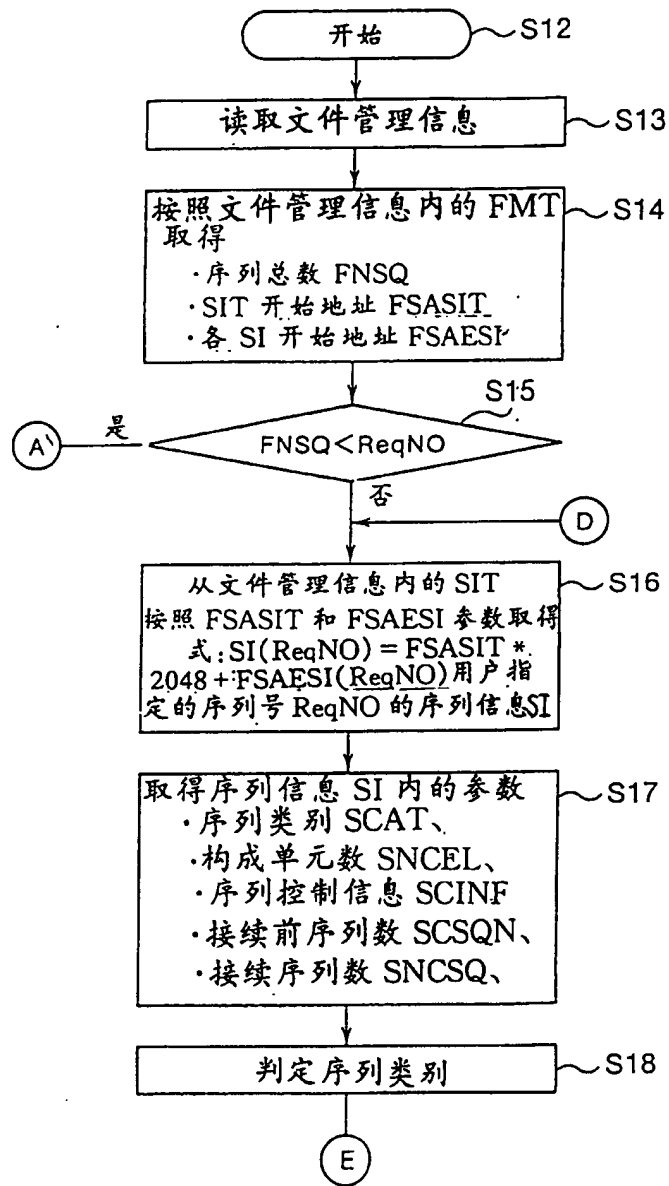 开始
S12
读取文件管理信息
S13
按照文件管理信息内的 FMT
取得
·序列总数 FNSQ
·SIT 开始地址 FSASIT
·各 SI 开始地址 FSAESI
S14
S15
FNSQ<ReqNO
是
A'
否
D
从文件管理信息内的 SIT
按照 FSASIT 和 FSAESI 参数取得
式:SI(ReqNO)=FSASIT *
2048+FSAESI(ReqNO)用户指
定的序列号 ReqNO 的序列信息SI
S16
取得序列信息 SI 内的参数
·序列类别 SCAT、
·构成单元数 SNCEL、
·序列控制信息 SCINF
·接续前序列数 SCSQN、
·接续序列数 SNCSQ、
S17
判定序列类别
S18
E